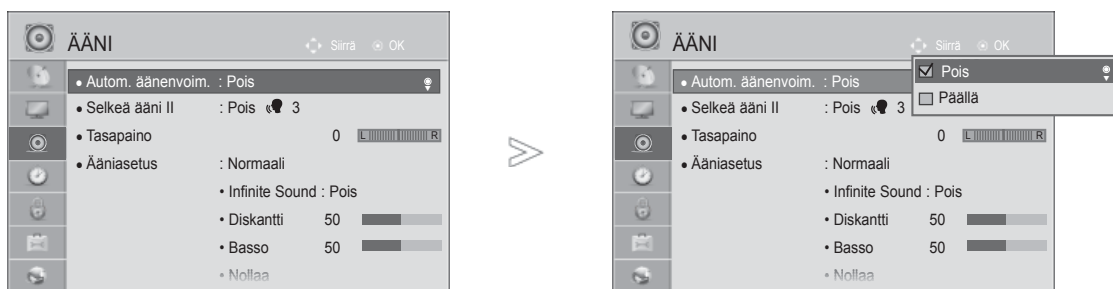 ÄÄNI
Siirrä OK
• Autom. äänenvoim. : Pois
• Selkeä ääni II : Pois 3
• Tasapaino 0 L R
• Ääniasetus : Normaali
• Infinite Sound : Pois
• Diskantti 50
• Basso 50
• Nollaa
ÄÄNI
Siirrä OK
• Autom. äänenvoim. : Pois
Pois
Päällä
• Selkeä ääni II : Pois 3
• Tasapaino 0 L R
• Ääniasetus : Normaali
• Infinite Sound : Pois
• Diskantti 50
• Basso 50
• Nollaa